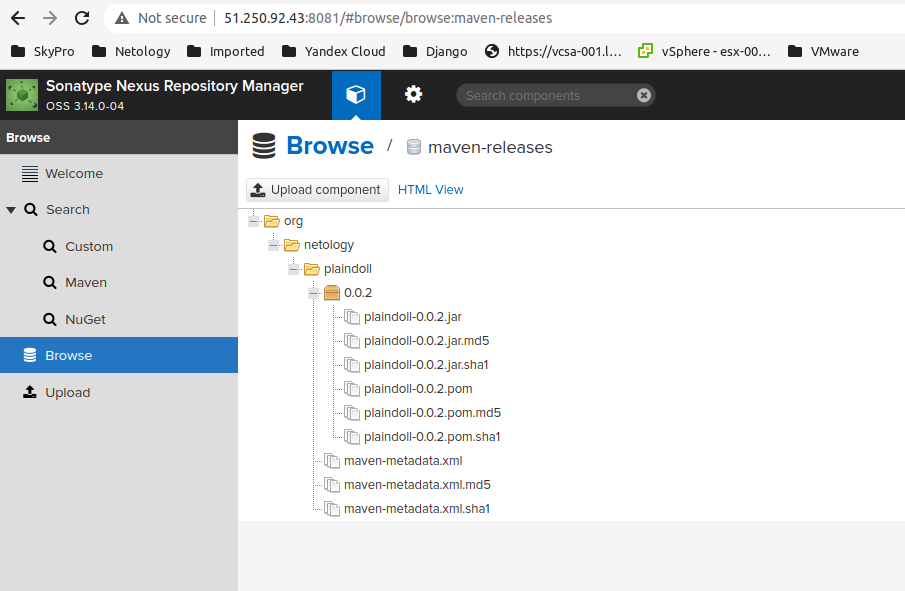 Not secure | 51.250.92.43:8081/#browse/browse:maven-releases
SkyPro Netology Imported Yandex Cloud Django https://vcsa-001.l... vSphere - esx-00... VMware
Sonatype Nexus Repository Manager
OSS 3.14.0-04
Search components
Browse
Welcome
Search
Custom
Maven
NuGet
Browse
Upload
Browse / maven-releases
Upload component HTML View
org
netology
plaindoll
0.0.2
plaindoll-0.0.2.jar
plaindoll-0.0.2.jar.md5
plaindoll-0.0.2.jar.sha1
plaindoll-0.0.2.pom
plaindoll-0.0.2.pom.md5
plaindoll-0.0.2.pom.sha1
maven-metadata.xml
maven-metadata.xml.md5
maven-metadata.xml.sha1